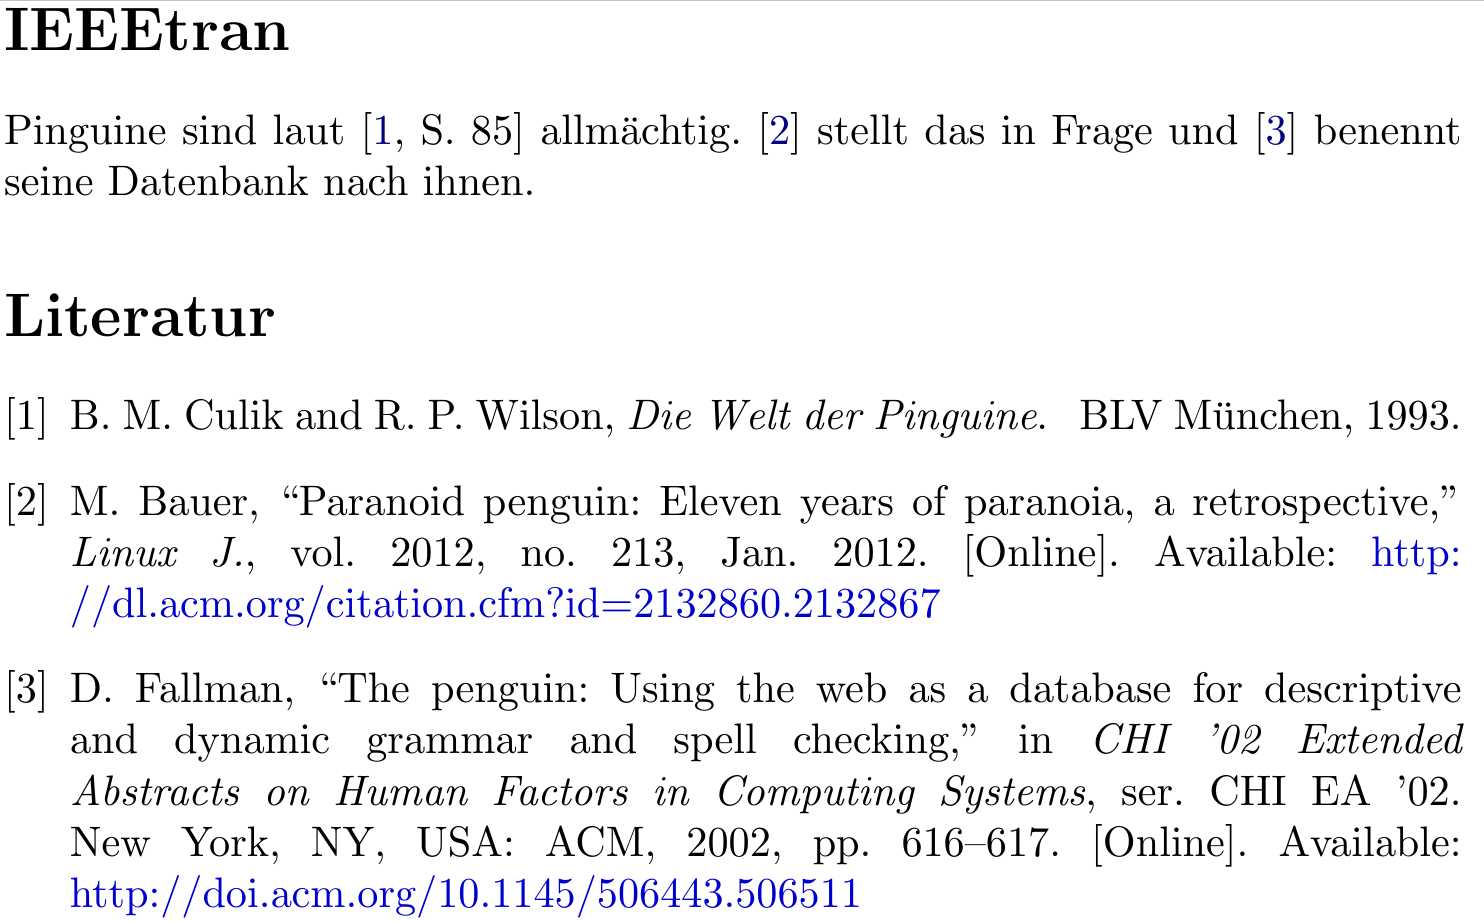 IEEEtran
Pinguine sind laut [1, S. 85] allmächtig. [2] stellt das in Frage und [3] benennt
seine Datenbank nach ihnen.
Literatur
[1] B. M. Culik and R. P. Wilson, Die Welt der Pinguine. BLV München, 1993.
[2] M. Bauer, “Paranoid penguin: Eleven years of paranoia, a retrospective,”
Linux J., vol. 2012, no. 213, Jan. 2012. [Online]. Available: http:
//dl.acm.org/citation.cfm?id=2132860.2132867
[3] D. Fallman, “The penguin: Using the web as a database for descriptive
and dynamic grammar and spell checking,” in CHI ’02 Extended
Abstracts on Human Factors in Computing Systems, ser. CHI EA ’02.
New York, NY, USA: ACM, 2002, pp. 616–617. [Online]. Available:
http://doi.acm.org/10.1145/506443.506511